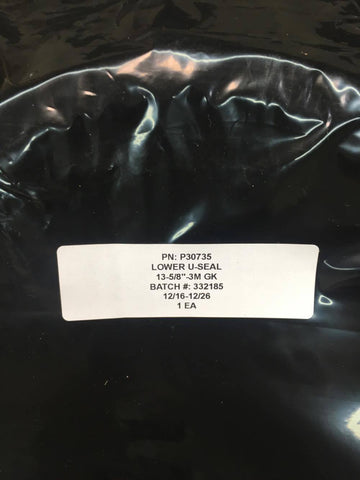 PN: P30735
LOWER U-SEAL
13-5/8"-3M GK
BATCH #: 332185
12/16-12/26
1 EA